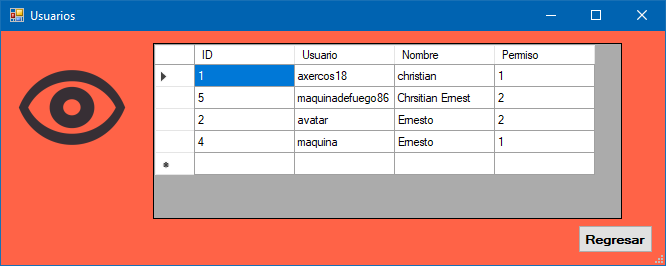 Usuarios
ID Usuario Nombre Permiso
1 axercos18 christian 1
5 maquinadefuego86 Chrsitian Ernest 2
2 avatar Ernesto 2
4 maquina Ernesto 1
Regresar